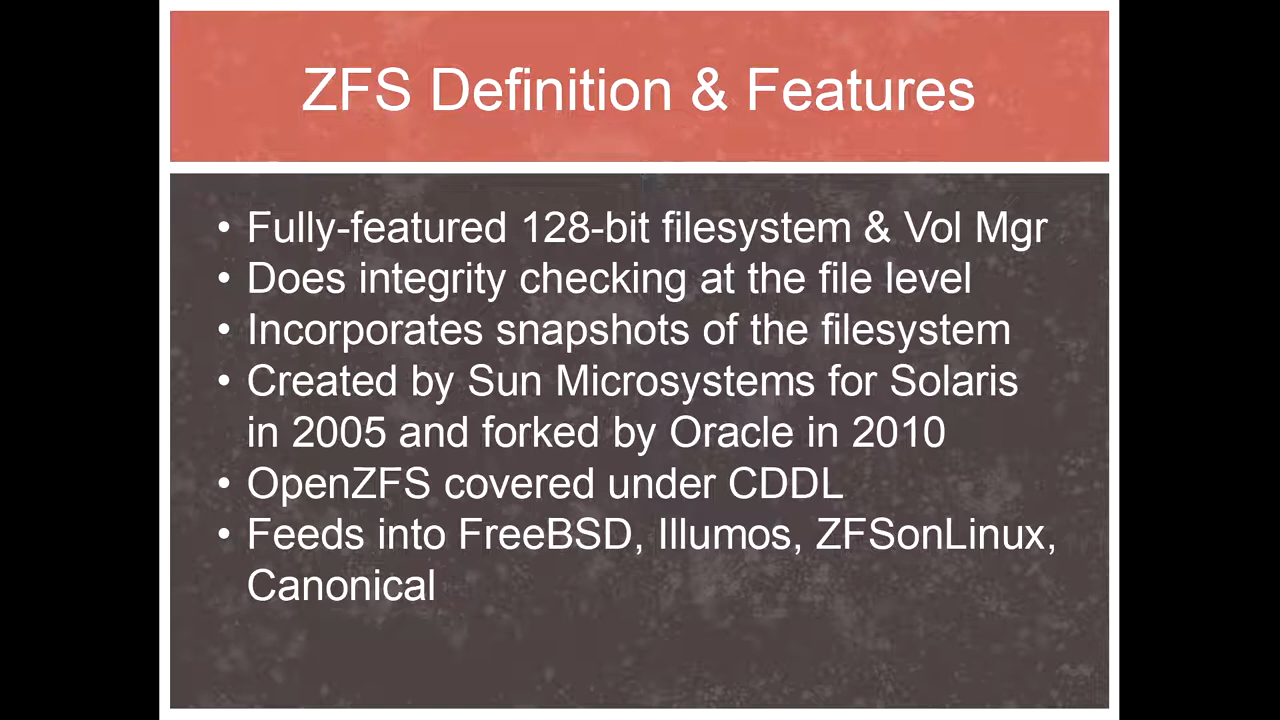 ZFS Definition & Features
• Fully-featured 128-bit filesystem & Vol Mgr
• Does integrity checking at the file level
• Incorporates snapshots of the filesystem
• Created by Sun Microsystems for Solaris
in 2005 and forked by Oracle in 2010
• OpenZFS covered under CDDL
• Feeds into FreeBSD, Illumos, ZFSonLinux,
Canonical